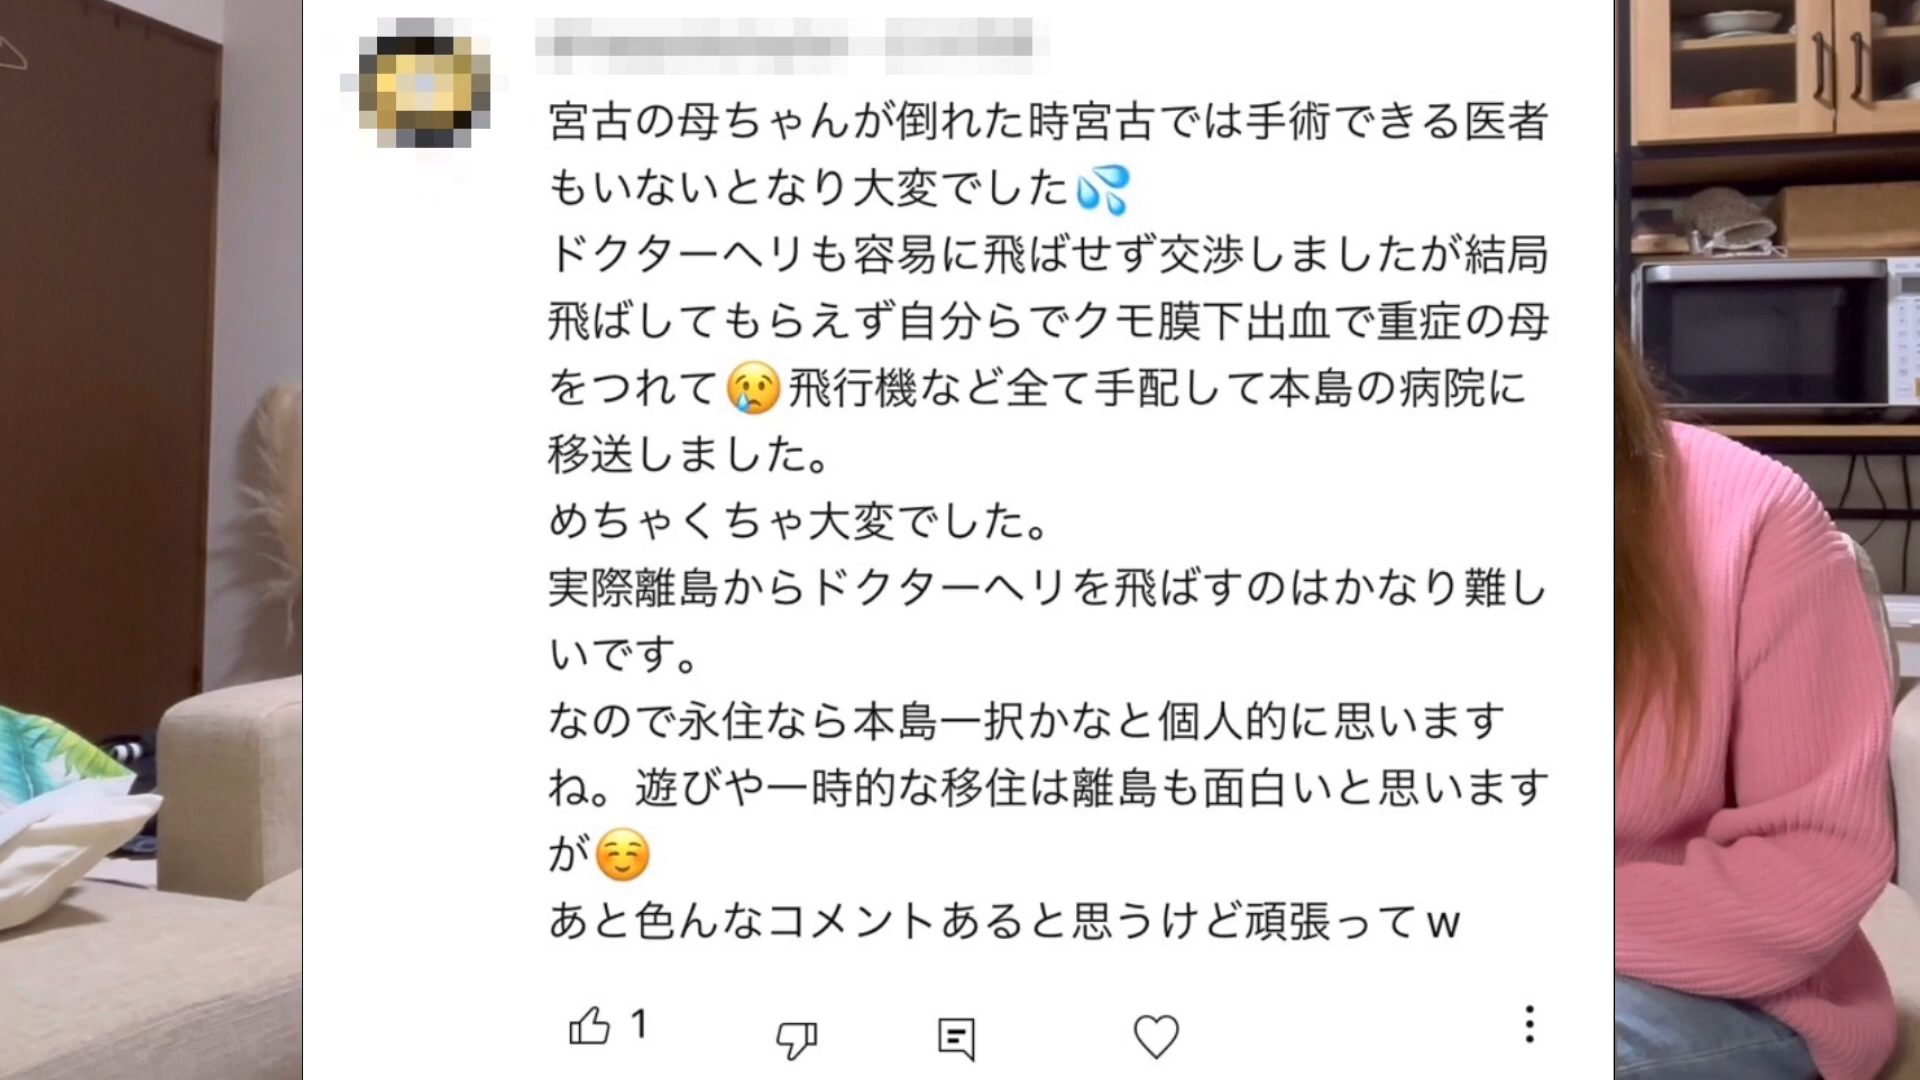 宮古の母ちゃんが倒れた時宮古では手術できる医者
もいないとなり大変でした💦
ドクターヘリも容易に飛ばせず交渉しましたが結局
飛ばしてもらえず自分らでクモ膜下出血で重症の母
をつれて😢飛行機など全て手配して本島の病院に
移送しました。
めちゃくちゃ大変でした。
実際離島からドクターヘリを飛ばすのはかなり難し
いです。
なので永住なら本島一択かなと個人的に思います
ね。遊びや一時的な移住は離島も面白いと思います
が☺️
あと色んなコメントあると思うけど頑張ってw
1